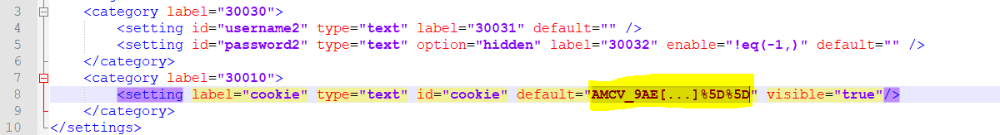 3 <category label="30030">
4 <setting id="username2" type="text" label="30031" default="" />
5 <setting id="password2" type="text" option="hidden" label="30032" enable="!eq(-1,)" default="" />
6 </category>
7 <category label="30010">
8 <setting label="cookie" type="text" id="cookie" default="AMCV_9AE[...]%5D%5D" visible="true"/>
9 </category>
10 </settings>